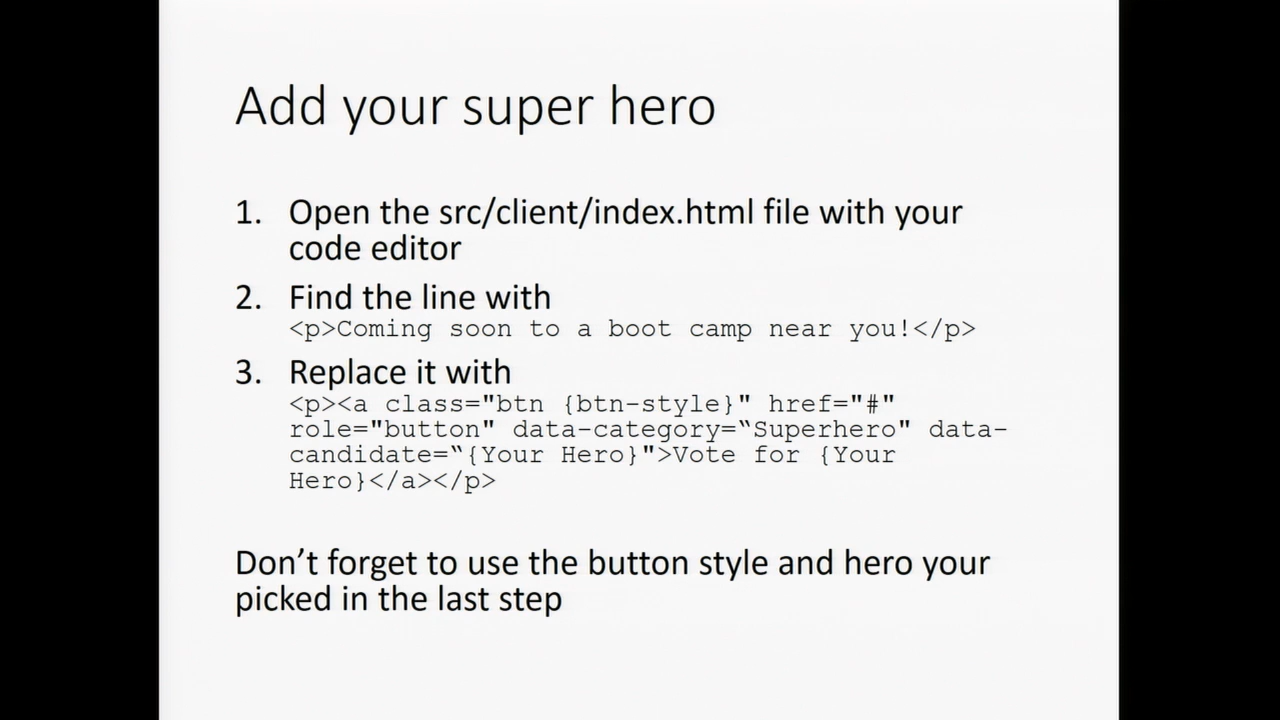 Add your super hero
1. Open the src/client/index.html file with your
code editor
2. Find the line with
<p>Coming soon to a boot camp near you!</p>
3. Replace it with
<p><a class="btn {btn-style}" href="#"
role="button" data-category=“Superhero" data-
candidate=“{Your Hero}">Vote for {Your
Hero}</a></p>
Don’t forget to use the button style and hero your
picked in the last step